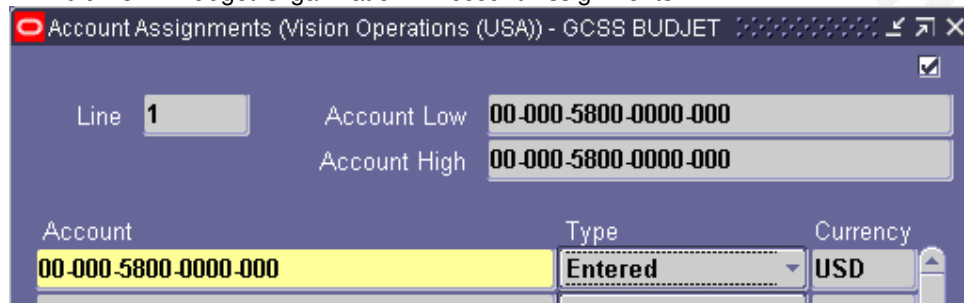 Account Assignments (Vision Operations (USA)) - GCSS BUDJET
Line 1 Account Low 00-000-5800-0000-000
Account High 00-000-5800-0000-000
Account Type Currency
00-000-5800-0000-000 Entered USD